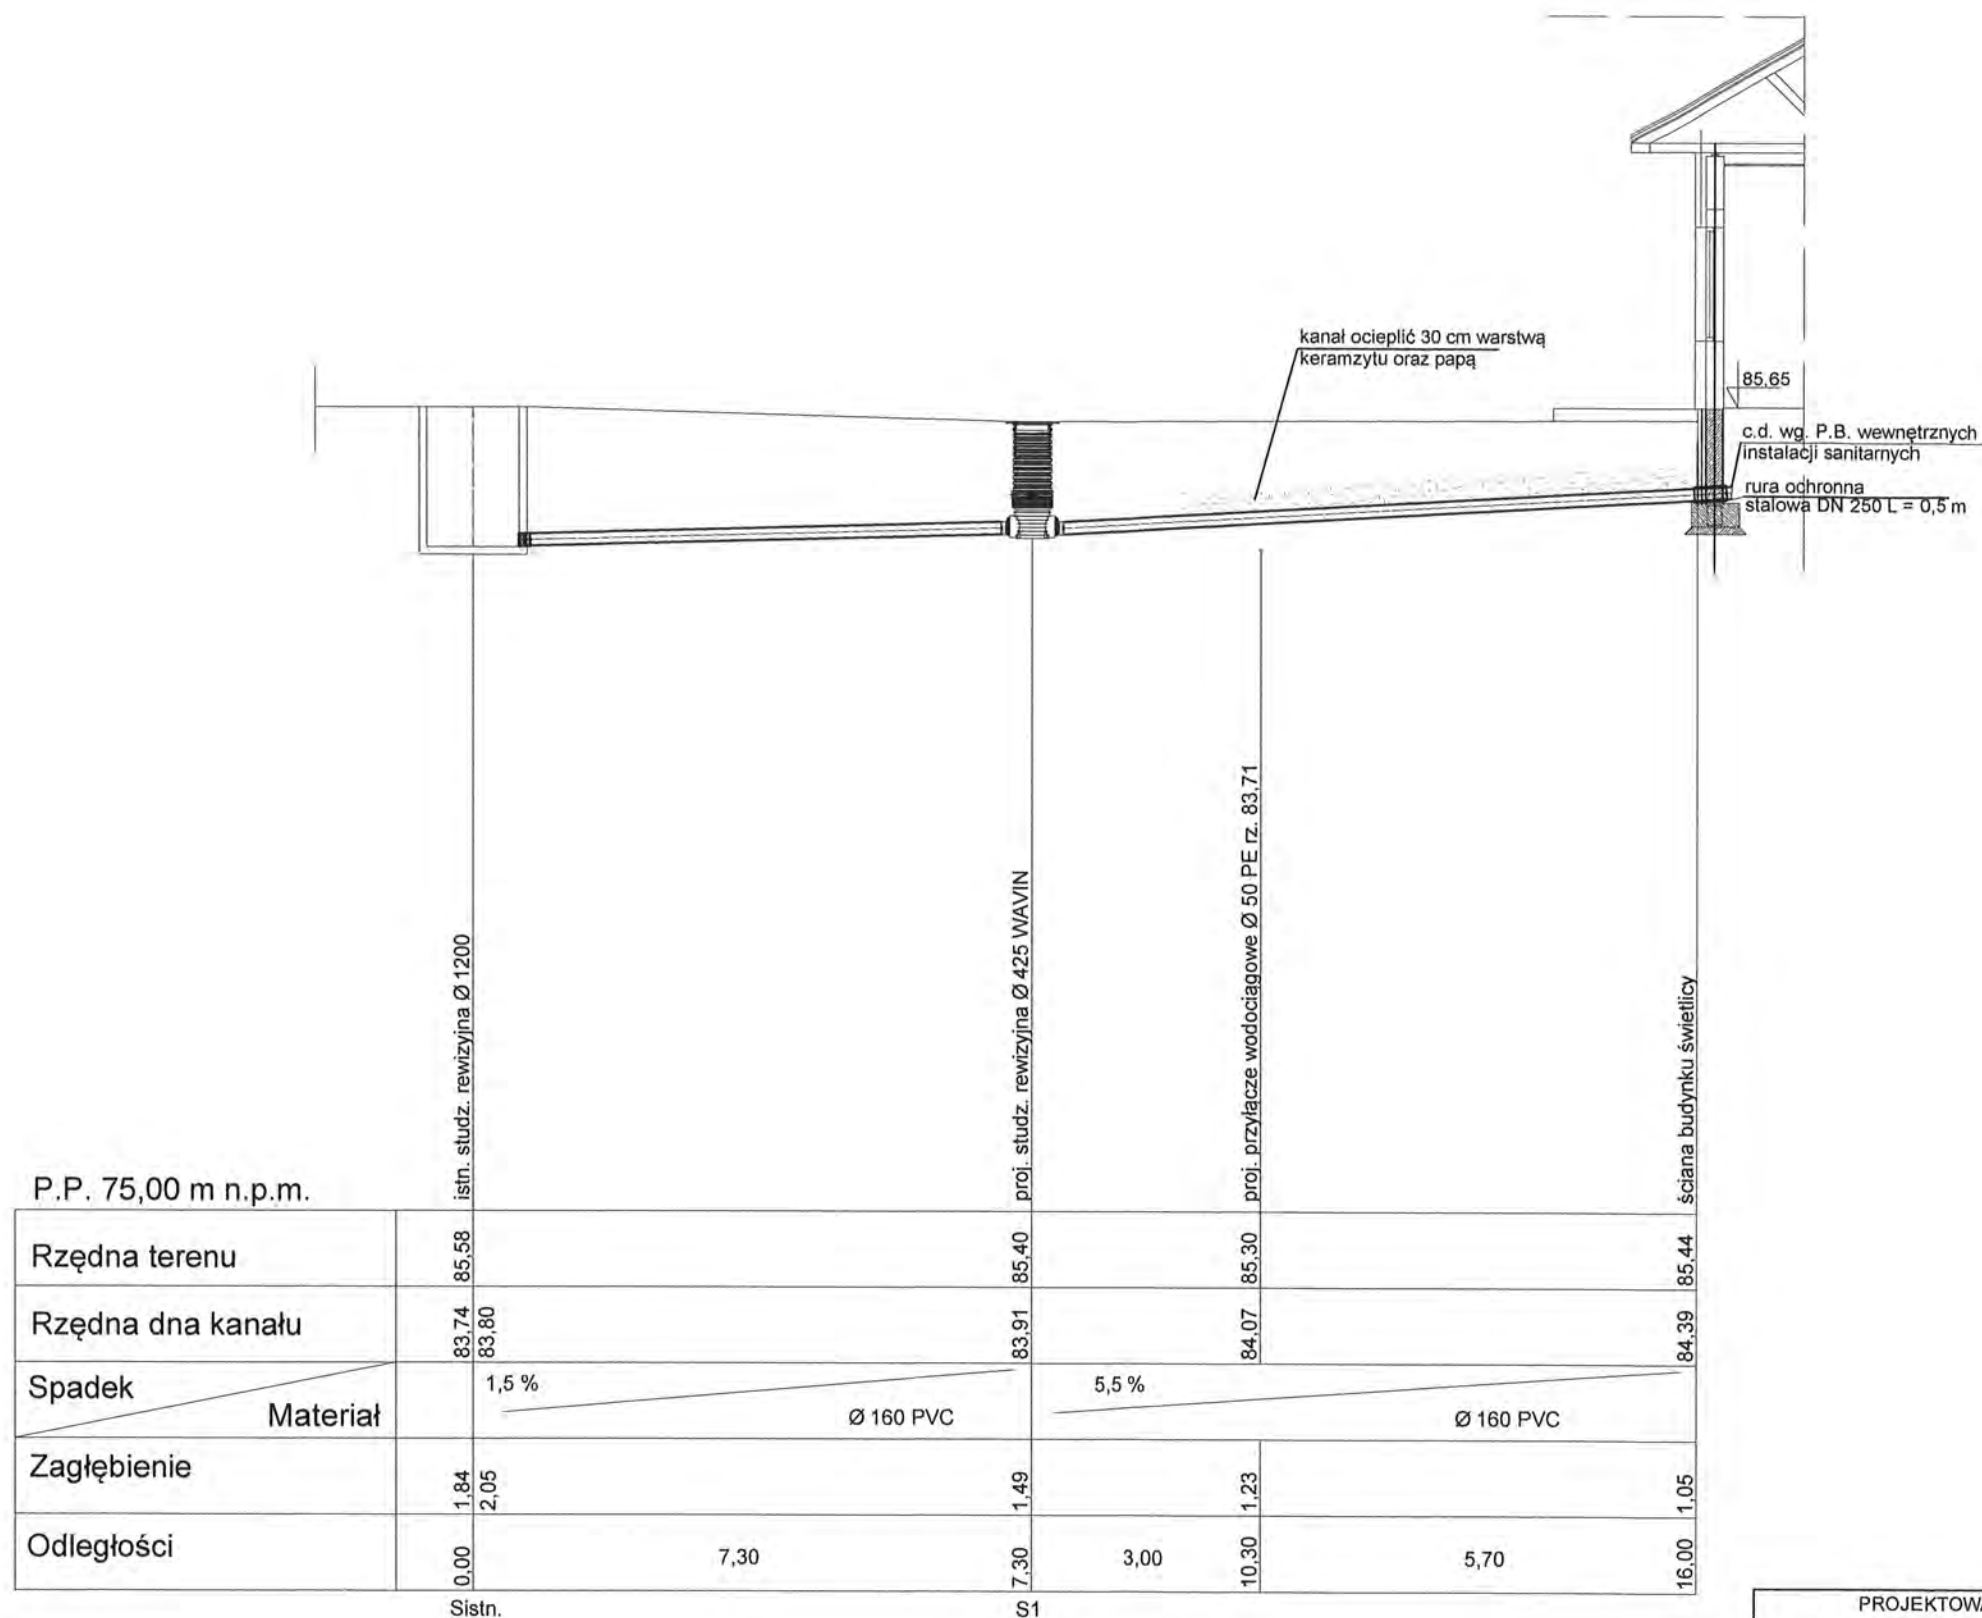 kanał ocieplić 30 cm warstwą
keramzytu oraz papą
85,65
c.d. wg. P.B. wewnętrznych
instalacji sanitarnych
rura ochronna
stalowa DN 250 L = 0,5 m
istn. studz. rewizyjna Ø 1200
proj. studz. rewizyjna Ø 425 WAVIN
proj. przyłącze wodociągowe Ø 50 PE rz. 83,71
ściana budynku świetlicy
P.P. 75,00 m n.p.m.
Rzędna terenu 85,58 85,40 85,30 85,44
Rzędna dna kanału 83,74 83,80 83,91 84,07 84,39
Spadek 1,5 % 5,5 %
Materiał Ø 160 PVC Ø 160 PVC
Zagłębienie 1,84 2,05 1,49 1,23 1,05
Odległości 0,00 7,30 7,30 3,00 10,30 5,70 16,00
Sistn. S1